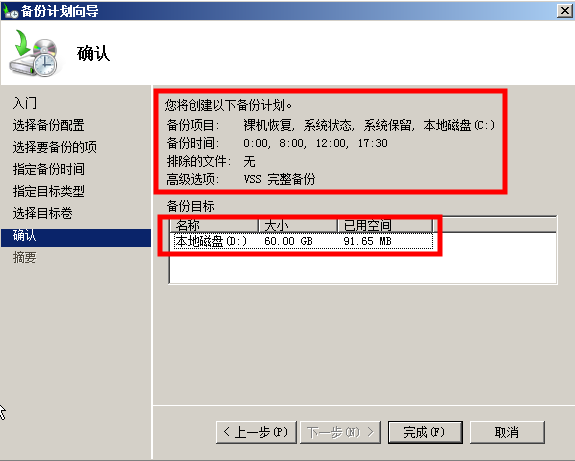 备份计划向导
确认
入门
选择备份配置
选择要备份的项
指定备份时间
指定目标类型
选择目标卷
确认
摘要
您将创建以下备份计划。
备份项目: 裸机恢复, 系统状态, 系统保留, 本地磁盘(C:)
备份时间: 0:00, 8:00, 12:00, 17:30
排除的文件: 无
高级选项: VSS 完整备份
备份目标
名称 大小 已用空间
本地磁盘(D:) 60.00 GB 91.65 MB
< 上一步(P) 下一步(N) > 完成(F) 取消